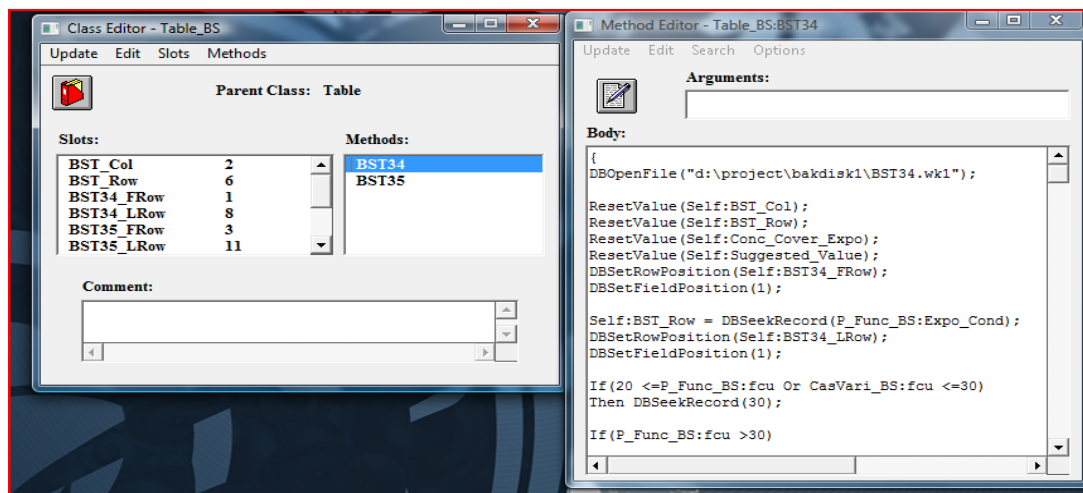 Class Editor - Table_BS
Update Edit Slots Methods
Parent Class: Table
Slots:
BST_Col 2
BST_Row 6
BST34_FRow 1
BST34_LRow 8
BST35_FRow 3
BST35_LRow 11
Methods:
BST34
BST35
Comment:
Method Editor - Table_BS:BST34
Update Edit Search Options
Arguments:
Body:
{
DBOpenFile("d:\project\bakdisk1\BST34.wk1");
ResetValue(Self:BST_Col);
ResetValue(Self:BST_Row);
ResetValue(Self:Conc_Cover_Expo);
ResetValue(Self:Suggested_Value);
DBSetRowPosition(Self:BST34_FRow);
DBSetFieldPosition(1);
Self:BST_Row = DBSeekRecord(P_Func_BS:Expo_Cond);
DBSetRowPosition(Self:BST34_LRow);
DBSetFieldPosition(1);
If(20 <=P_Func_BS:fcu Or CasVari_BS:fcu <=30)
Then DBSeekRecord(30);
If(P_Func_BS:fcu >30)